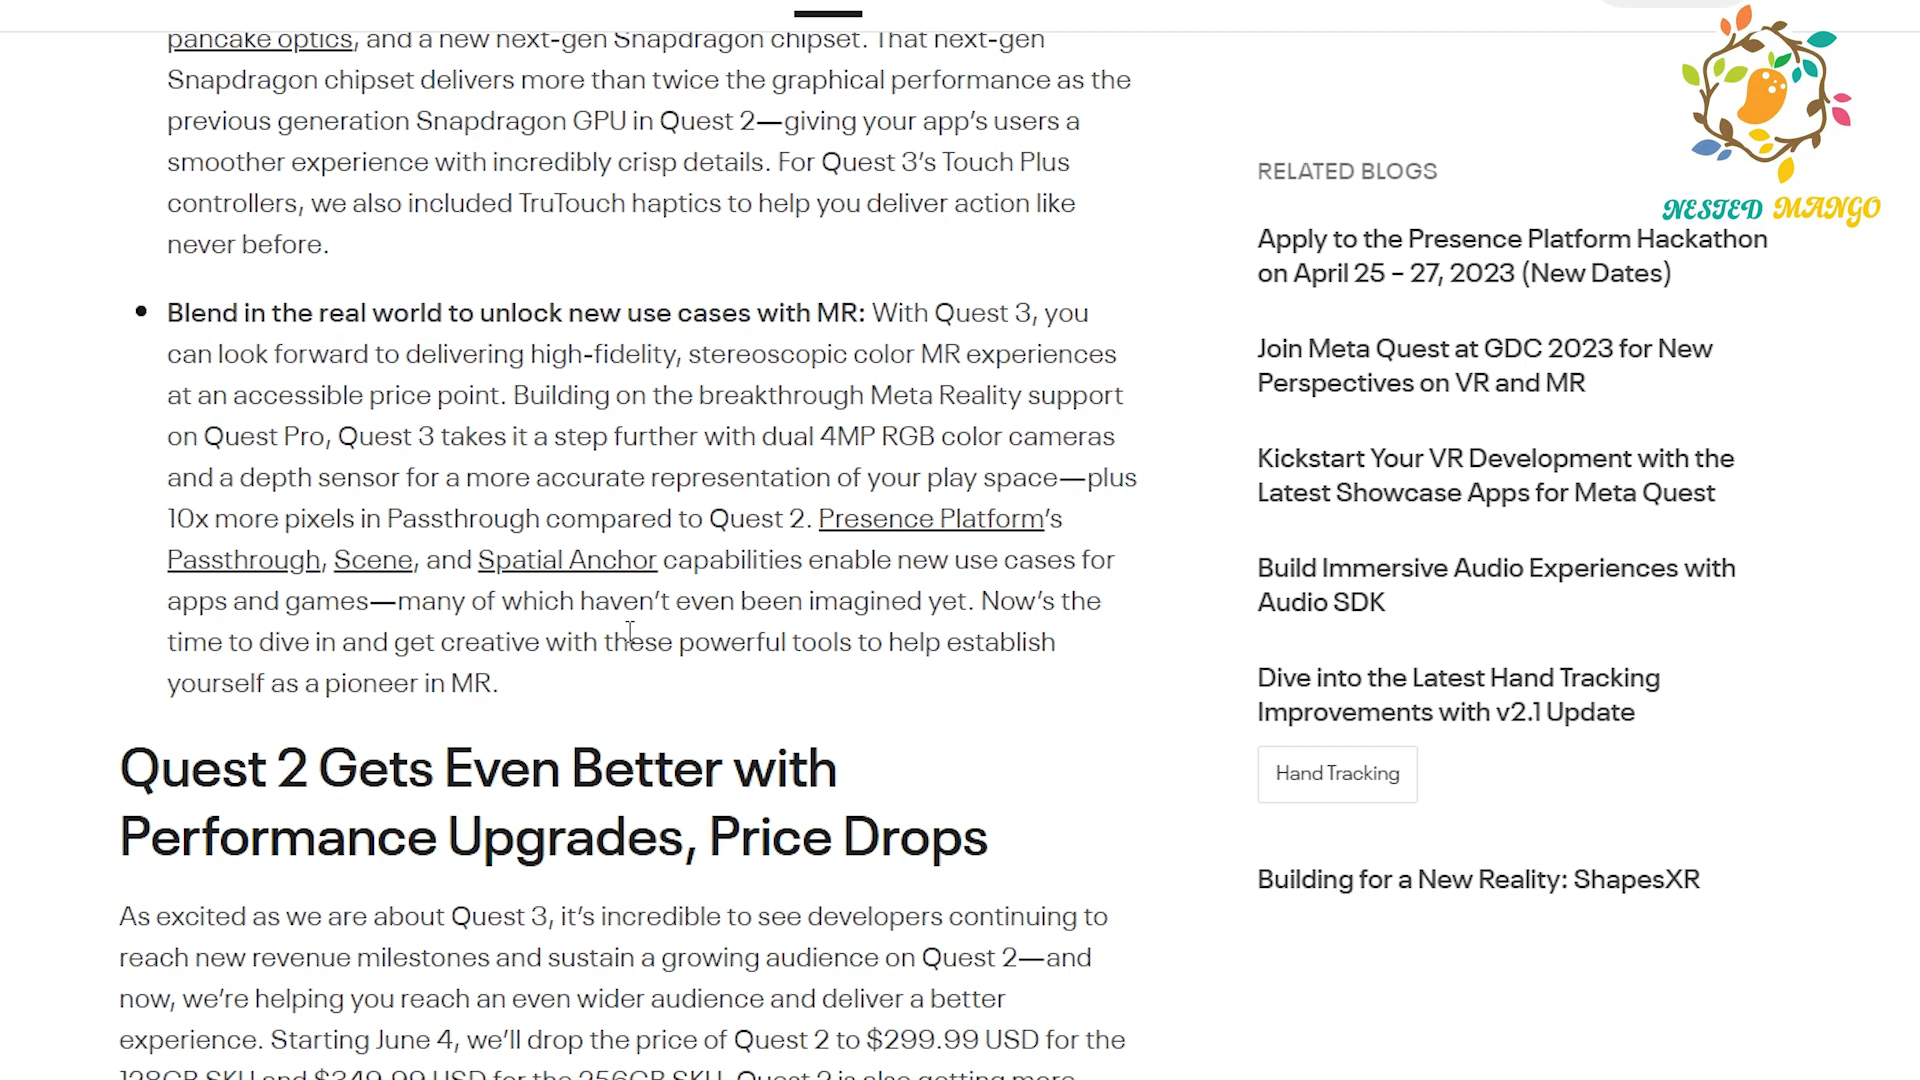 pancake optics, and a new next-gen Snapdragon chipset. That next-gen
Snapdragon chipset delivers more than twice the graphical performance as the
previous generation Snapdragon GPU in Quest 2—giving your app's users a
smoother experience with incredibly crisp details. For Quest 3's Touch Plus
controllers, we also included TruTouch haptics to help you deliver action like
never before.
• Blend in the real world to unlock new use cases with MR: With Quest 3, you
can look forward to delivering high-fidelity, stereoscopic color MR experiences
at an accessible price point. Building on the breakthrough Meta Reality support
on Quest Pro, Quest 3 takes it a step further with dual 4MP RGB color cameras
and a depth sensor for a more accurate representation of your play space—plus
10x more pixels in Passthrough compared to Quest 2. Presence Platform's
Passthrough, Scene, and Spatial Anchor capabilities enable new use cases for
apps and games—many of which haven't even been imagined yet. Now's the
time to dive in and get creative with these powerful tools to help establish
yourself as a pioneer in MR.
Quest 2 Gets Even Better with
Performance Upgrades, Price Drops
As excited as we are about Quest 3, it's incredible to see developers continuing to
reach new revenue milestones and sustain a growing audience on Quest 2—and
now, we're helping you reach an even wider audience and deliver a better
experience. Starting June 4, we'll drop the price of Quest 2 to $299.99 USD for the
128GB SKU and $349.99 USD for the 256GB SKU. Quest 2 is also getting more
NESTED MANGO
RELATED BLOGS
Apply to the Presence Platform Hackathon
on April 25 – 27, 2023 (New Dates)
Join Meta Quest at GDC 2023 for New
Perspectives on VR and MR
Kickstart Your VR Development with the
Latest Showcase Apps for Meta Quest
Build Immersive Audio Experiences with
Audio SDK
Dive into the Latest Hand Tracking
Improvements with v2.1 Update
Hand Tracking
Building for a New Reality: ShapesXR